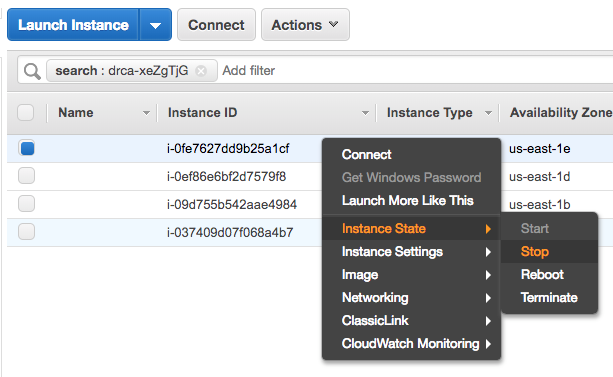 Launch Instance Connect Actions
search : drca-xeZgTjG Add filter
Name Instance ID Instance Type Availability Zone
i-0fe7627dd9b25a1cf us-east-1e
i-0ef86e6bf2d7579f8 us-east-1d
i-09d755b542aae4984 us-east-1b
i-037409d07f068a4b7
Connect
Get Windows Password
Launch More Like This
Instance State
Instance Settings
Image
Networking
ClassicLink
CloudWatch Monitoring
Start
Stop
Reboot
Terminate